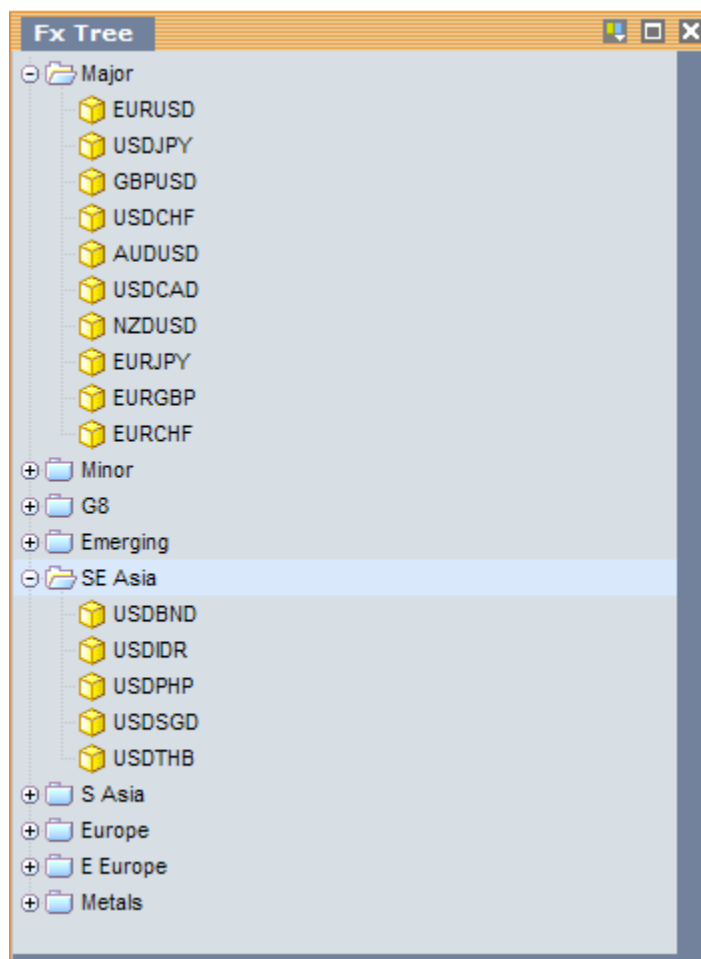 Fx Tree
Major
EURUSD
USDJPY
GBPUSD
USDCHF
AUDUSD
USDCAD
NZDUSD
EURJPY
EURGBP
EURCHF
Minor
G8
Emerging
SE Asia
USDBND
USDIDR
USDPHP
USDSGD
USDTHB
S Asia
Europe
E Europe
Metals